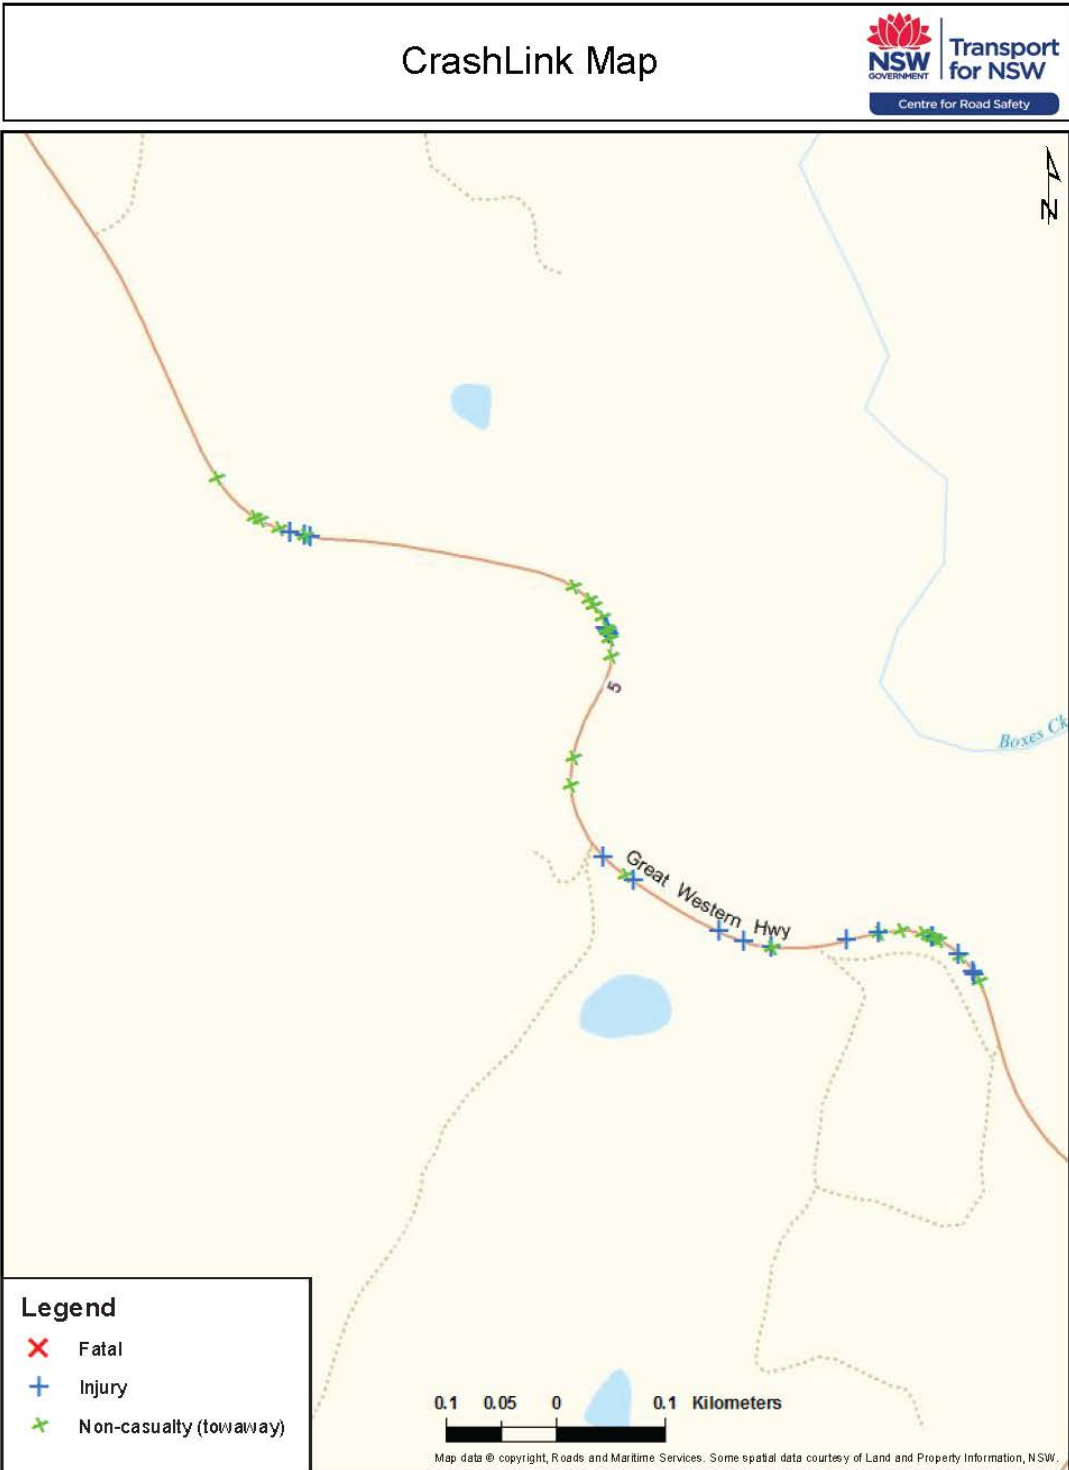 CrashLink Map
NSW
GOVERNMENT
Transport
for NSW
Centre for Road Safety
N
5
Boxes Ck
Great Western Hwy
Legend
Fatal
Injury
Non-casualty (towaway)
0.1 0.05 0 0.1 Kilometers
Map data © copyright, Roads and Maritime Services. Some spatial data courtesy of Land and Property Information, NSW.